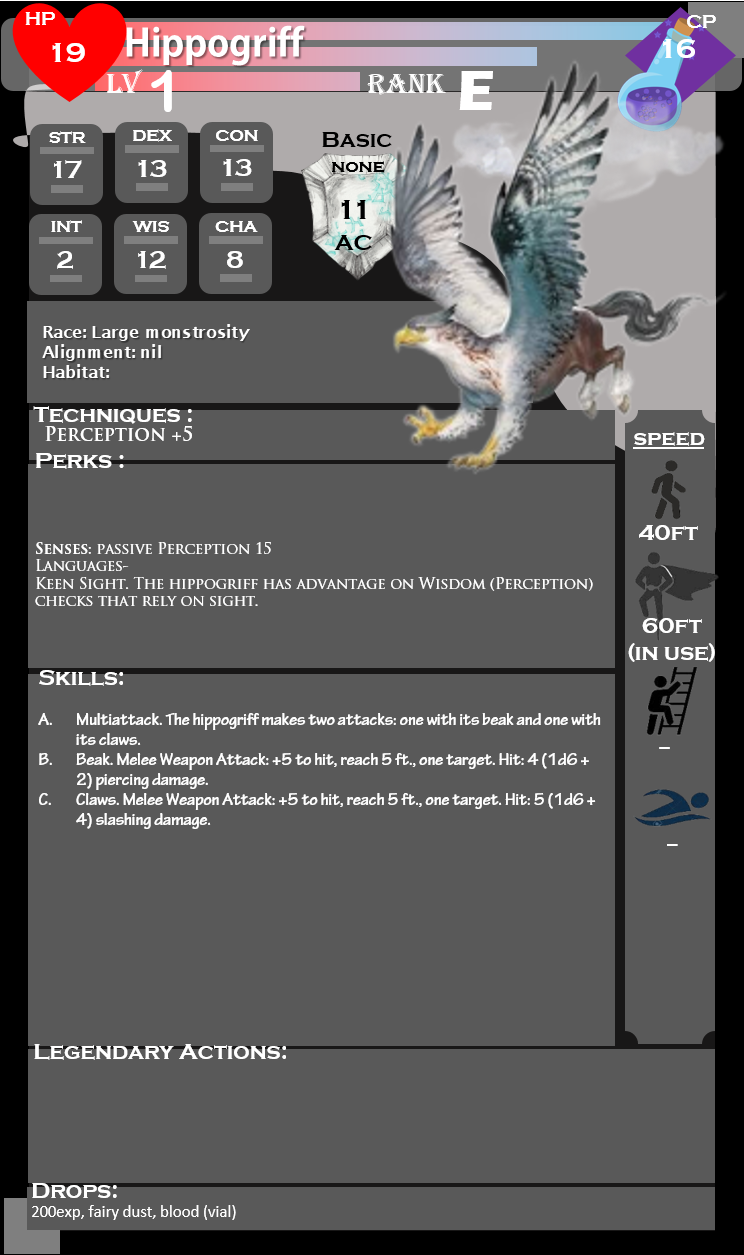 HP
19
Hippogriff
CP
16
LV 1 RANK E
STR
17
DEX
13
CON
13
INT
2
WIS
12
CHA
8
BASIC
NONE
11
AC
Race: Large monstrosity
Alignment: nil
Habitat:
TECHNIQUES :
PERCEPTION +5
PERKS :
SENSES: PASSIVE PERCEPTION 15
LANGUAGES-
KEEN SIGHT. THE HIPPOGRIFF HAS ADVANTAGE ON WISDOM (PERCEPTION)
CHECKS THAT RELY ON SIGHT.
SKILLS:
A. Multiattack. The hippogriff makes two attacks: one with its beak and one with
its claws.
B. Beak. Melee Weapon Attack: +5 to hit, reach 5 ft., one target. Hit: 4 (1d6 +
2) piercing damage.
C. Claws. Melee Weapon Attack: +5 to hit, reach 5 ft., one target. Hit: 5 (1d6 +
4) slashing damage.
SPEED
40FT
60FT
(IN USE)
–
–
LEGENDARY ACTIONS:
DROPS:
200exp, fairy dust, blood (vial)